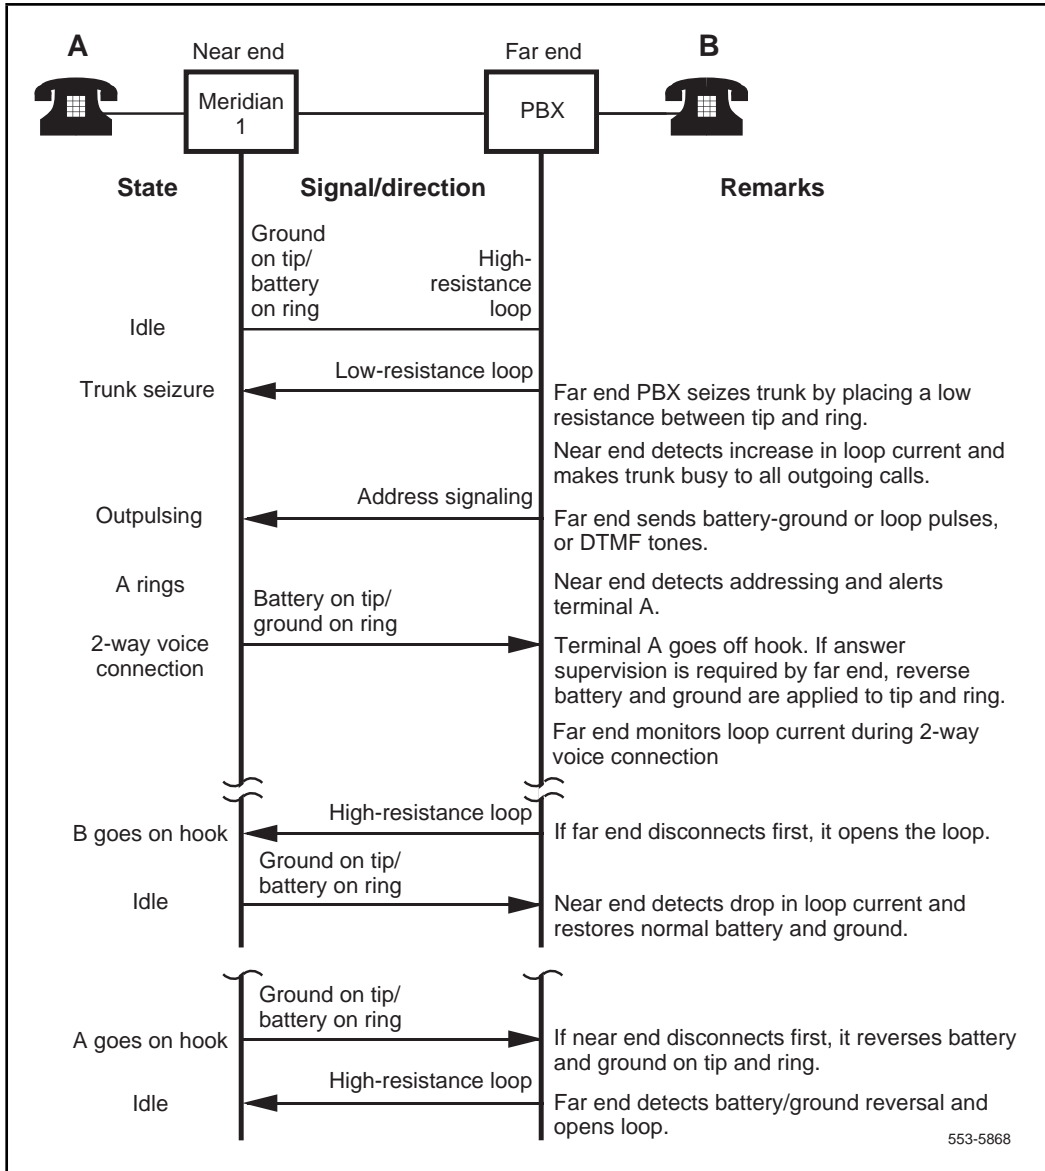 A
Near end
Far end
B
Meridian
1
PBX
State
Signal/direction
Remarks
Ground
on tip/
battery
on ring
High-
resistance
loop
Idle
Low-resistance loop
Trunk seizure
Far end PBX seizes trunk by placing a low
resistance between tip and ring.
Near end detects increase in loop current and
makes trunk busy to all outgoing calls.
Address signaling
Outpulsing
Far end sends battery-ground or loop pulses,
or DTMF tones.
A rings
Near end detects addressing and alerts
terminal A.
Battery on tip/
ground on ring
2-way voice
connection
Terminal A goes off hook. If answer
supervision is required by far end, reverse
battery and ground are applied to tip and ring.
Far end monitors loop current during 2-way
voice connection
High-resistance loop
B goes on hook
If far end disconnects first, it opens the loop.
Ground on tip/
battery on ring
Idle
Near end detects drop in loop current and
restores normal battery and ground.
Ground on tip/
battery on ring
A goes on hook
If near end disconnects first, it reverses battery
and ground on tip and ring.
High-resistance loop
Idle
Far end detects battery/ground reversal and
opens loop.
553-5868